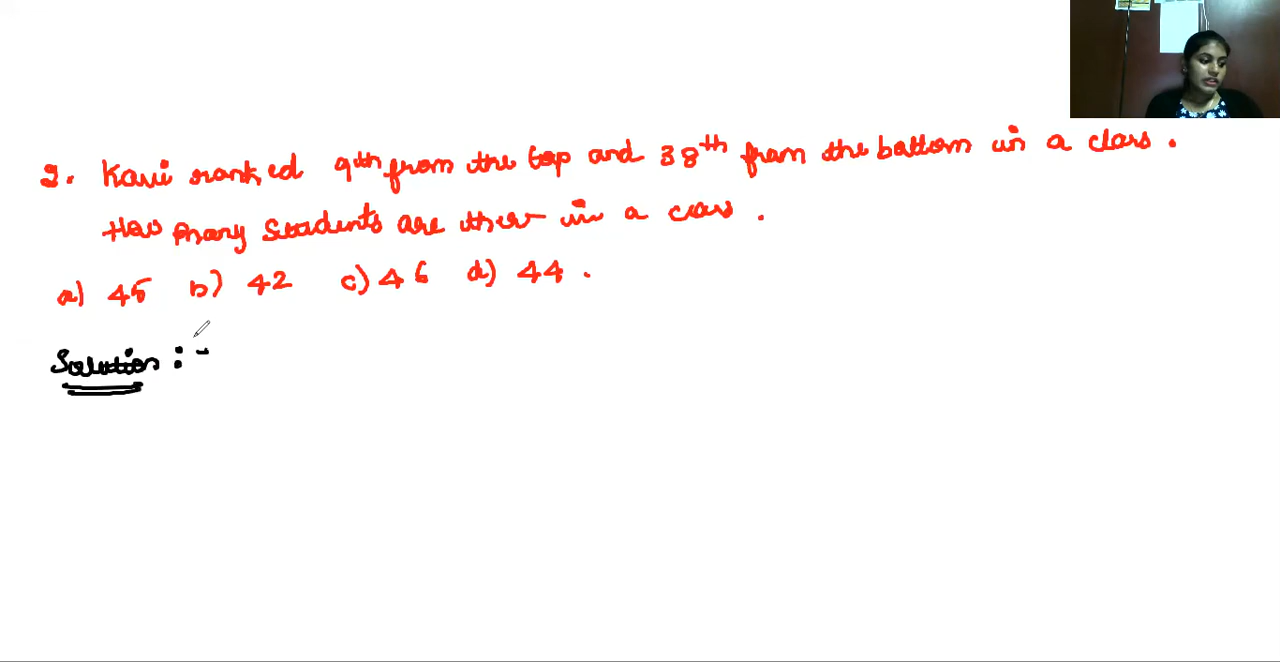 2. Kavi ranked 9th from the top and 38th from the bottom in a class.
How many students are there in a class.
a) 45 b) 42 c) 46 d) 44.
Solution :-